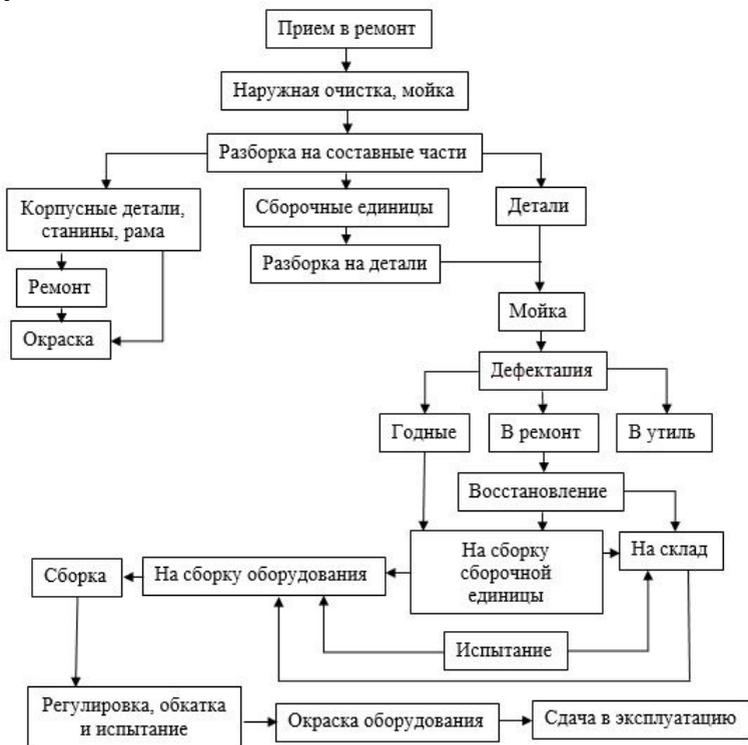 Прием в ремонт
Наружная очистка, мойка
Разборка на составные части
Корпусные детали,
станины, рама
Сборочные единицы
Детали
Разборка на детали
Ремонт
Мойка
Окраска
Дефектация
Годные
В ремонт
В утиль
Восстановление
На сборку
сборочной
единицы
На склад
На сборку оборудования
Сборка
Испытание
Регулировка, обкатка
и испытание
Окраска оборудования
Сдача в эксплуатацию